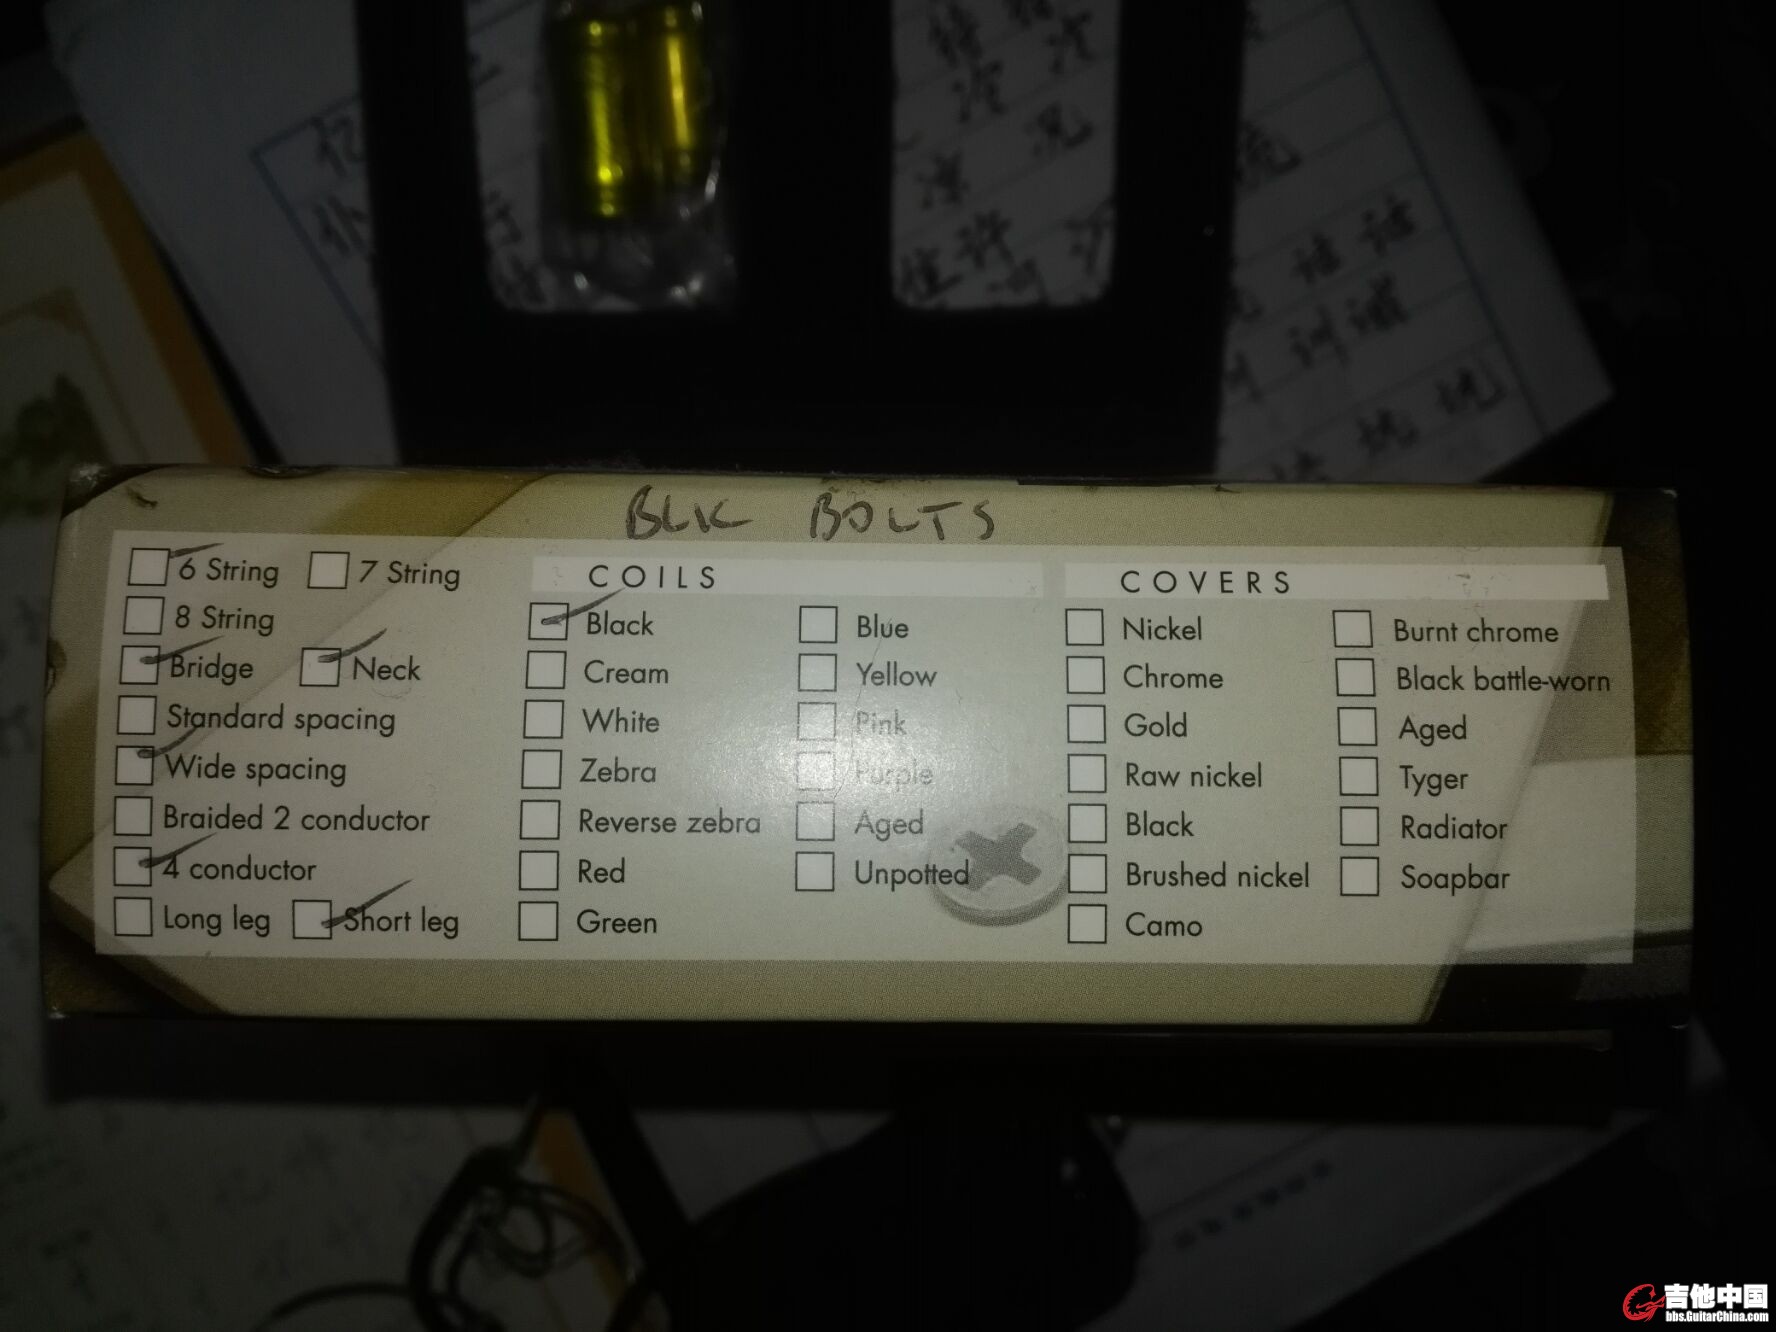 BLK BOLTS
6 String 7 String
8 String
Bridge Neck
Standard spacing
Wide spacing
Braided 2 conductor
4 conductor
Long leg Short leg
COILS
Black Blue
Cream Yellow
White Pink
Zebra Purple
Reverse zebra Aged
Red Unpotted
Green
COVERS
Nickel Burnt chrome
Chrome Black battle-worn
Gold Aged
Raw nickel Tyger
Black Radiator
Brushed nickel Soapbar
Camo
吉他中国
bbs.GuitarChina.com